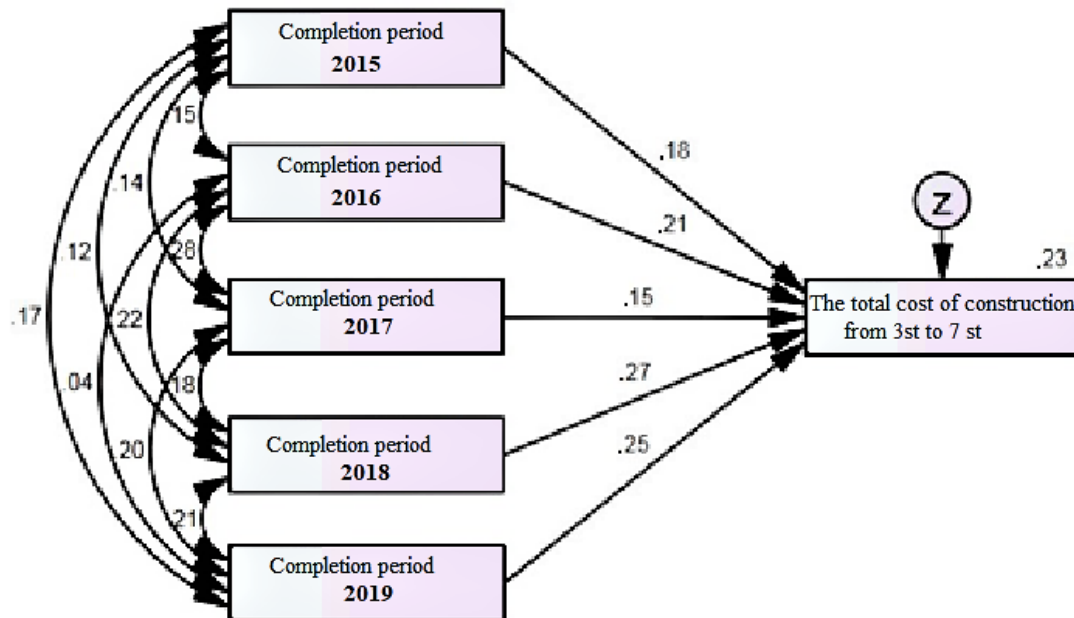 Completion period
2015
.15
.18
Completion period
2016
.14
.21
z
.12
.28
.23
Completion period
2017
.15
The total cost of construction
from 3st to 7 st
.17
.22
.04
.18
.27
Completion period
2018
.20
.25
.21
Completion period
2019